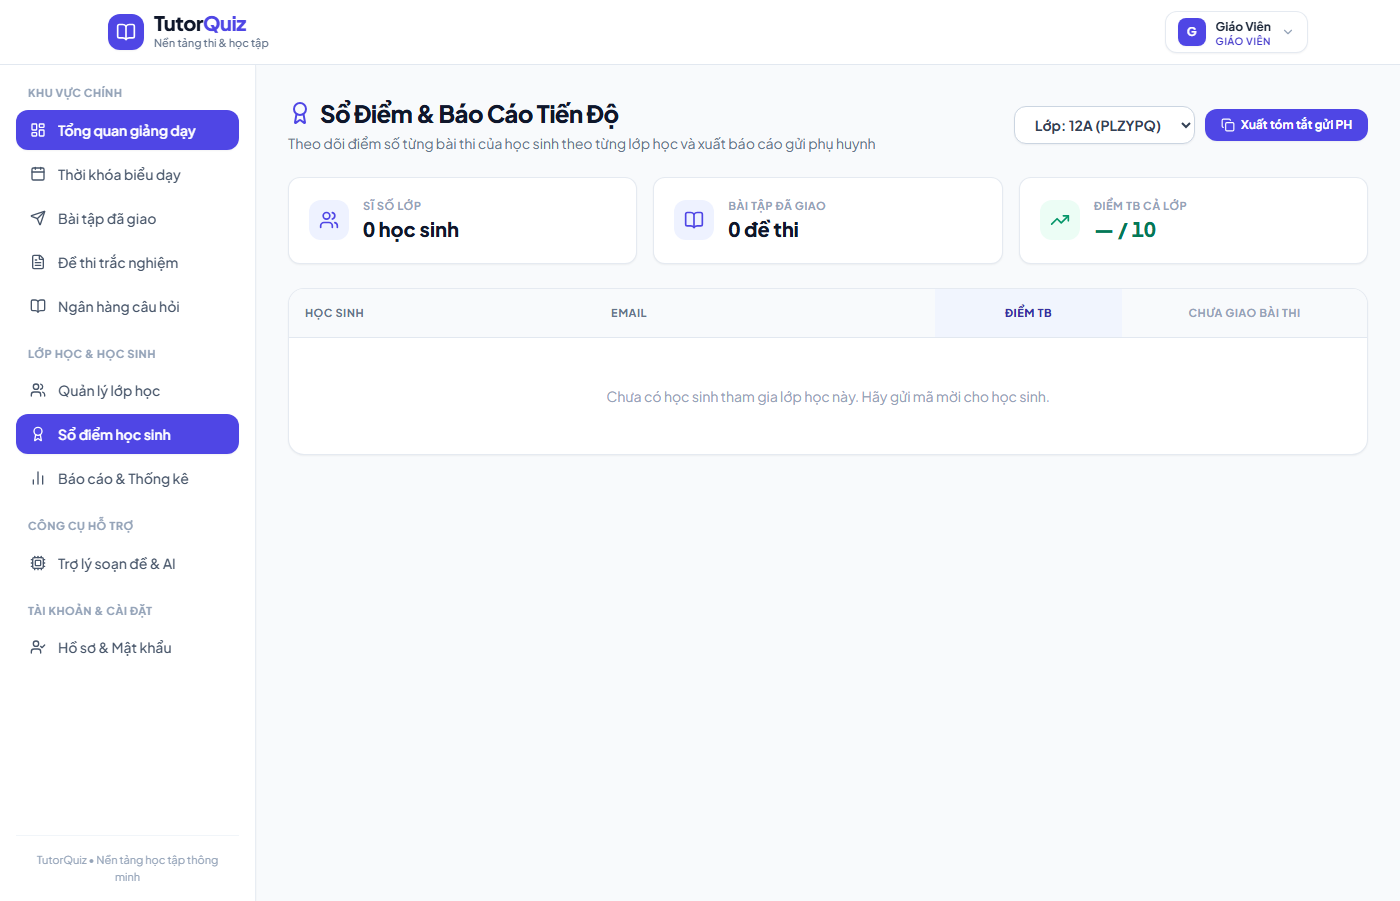 TutorQuiz
Nền tảng thi & học tập
G
Giáo Viên
GIÁO VIÊN
KHU VỰC CHÍNH
Tổng quan giảng dạy
Thời khóa biểu dạy
Bài tập đã giao
Đề thi trắc nghiệm
Ngân hàng câu hỏi
LỚP HỌC & HỌC SINH
Quản lý lớp học
Sổ điểm học sinh
Báo cáo & Thống kê
CÔNG CỤ HỖ TRỢ
Trợ lý soạn đề & AI
TÀI KHOẢN & CÀI ĐẶT
Hồ sơ & Mật khẩu
TutorQuiz • Nền tảng học tập thông
minh
Sổ Điểm & Báo Cáo Tiến Độ
Theo dõi điểm số từng bài thi của học sinh theo từng lớp học và xuất báo cáo gửi phụ huynh
Lớp: 12A (PLZYPQ)
Xuất tóm tắt gửi PH
SĨ SỐ LỚP
0 học sinh
BÀI TẬP ĐÃ GIAO
0 đề thi
ĐIỂM TB CẢ LỚP
— / 10
HỌC SINH EMAIL ĐIỂM TB CHƯA GIAO BÀI THI
Chưa có học sinh tham gia lớp học này. Hãy gửi mã mời cho học sinh.